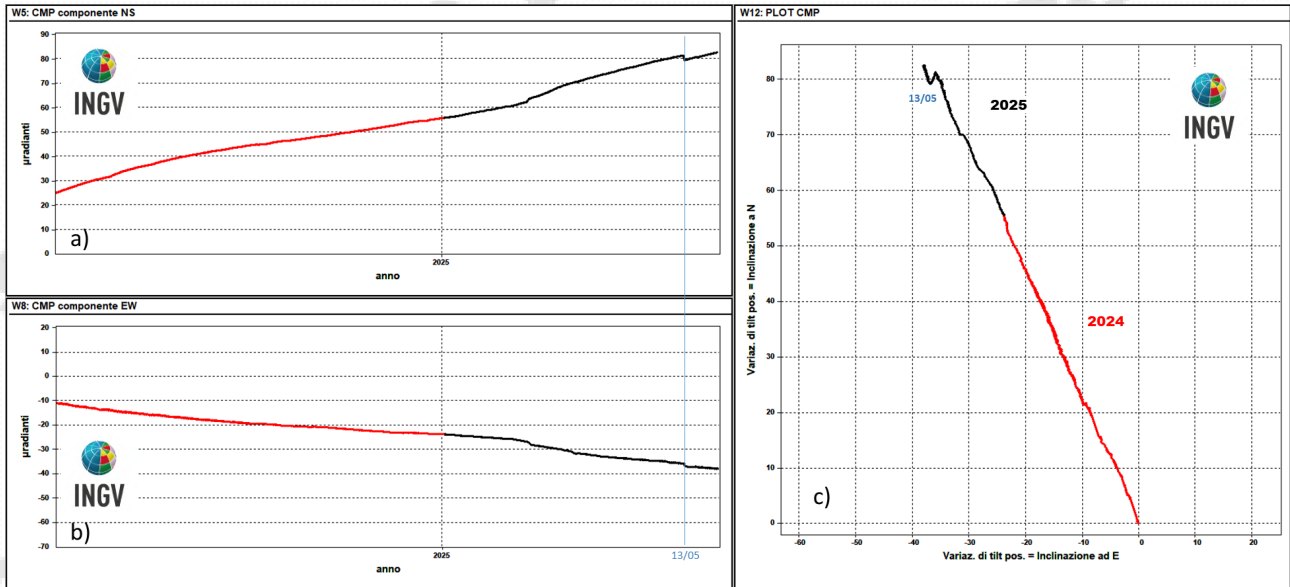 W5: CMP componente NS
90
80
70
60
50
40
30
20
10
0
µradianti
INGV
a)
2025
anno
W8: CMP componente EW
20
10
0
-10
-20
-30
-40
-50
-60
-70
µradianti
INGV
b)
2025
13/05
anno
W12: PLOT CMP
80
70
60
50
40
30
20
10
0
Variaz. di tilt pos. = Inclinazione a N
13/05
2025
INGV
2024
c)
-60
-50
-40
-30
-20
-10
0
10
20
Variaz. di tilt pos. = Inclinazione ad E